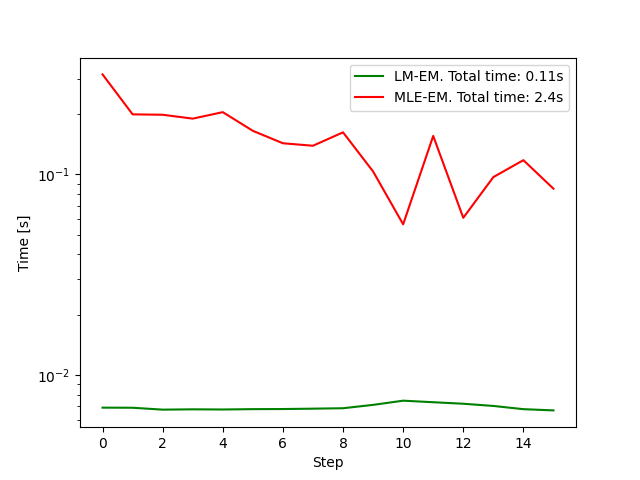 LM-EM. Total time: 0.11s
MLE-EM. Total time: 2.4s
Time [s]
10⁻¹
10⁻²
0 2 4 6 8 10 12 14
Step